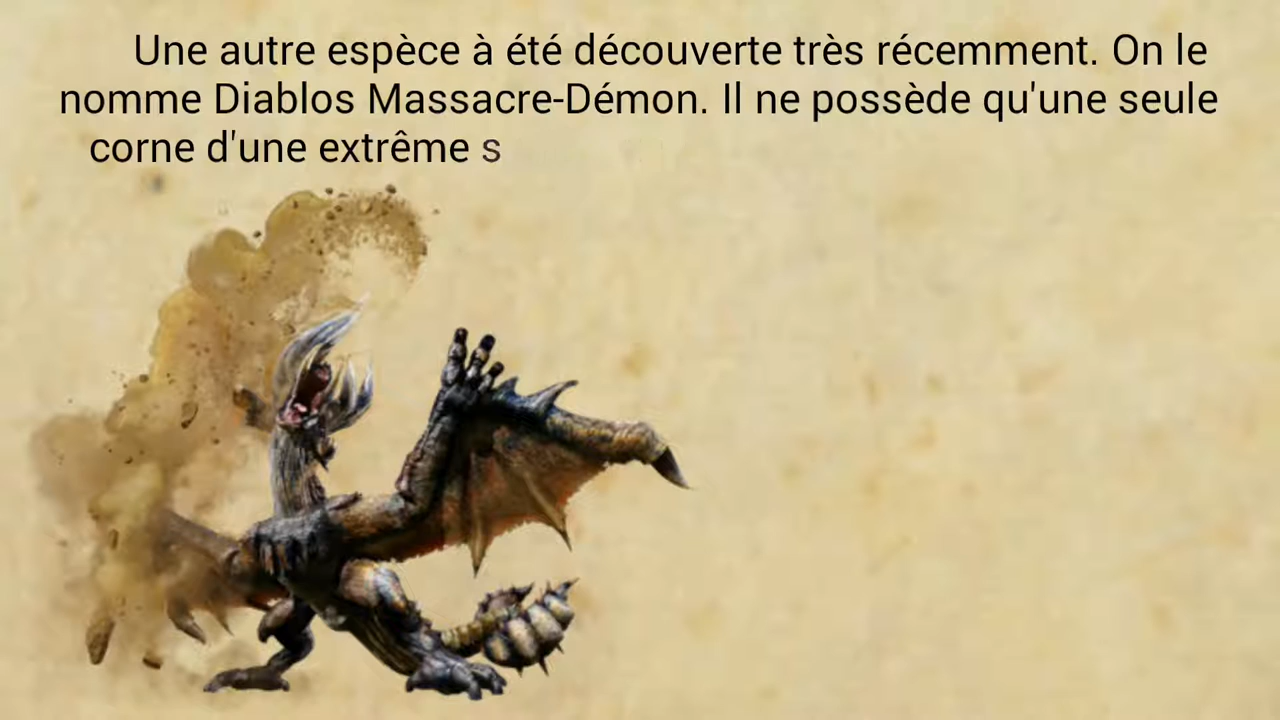 Une autre espèce à été découverte très récemment. On le
nomme Diablos Massacre-Démon. Il ne possède qu'une seule
corne d'une extrême s